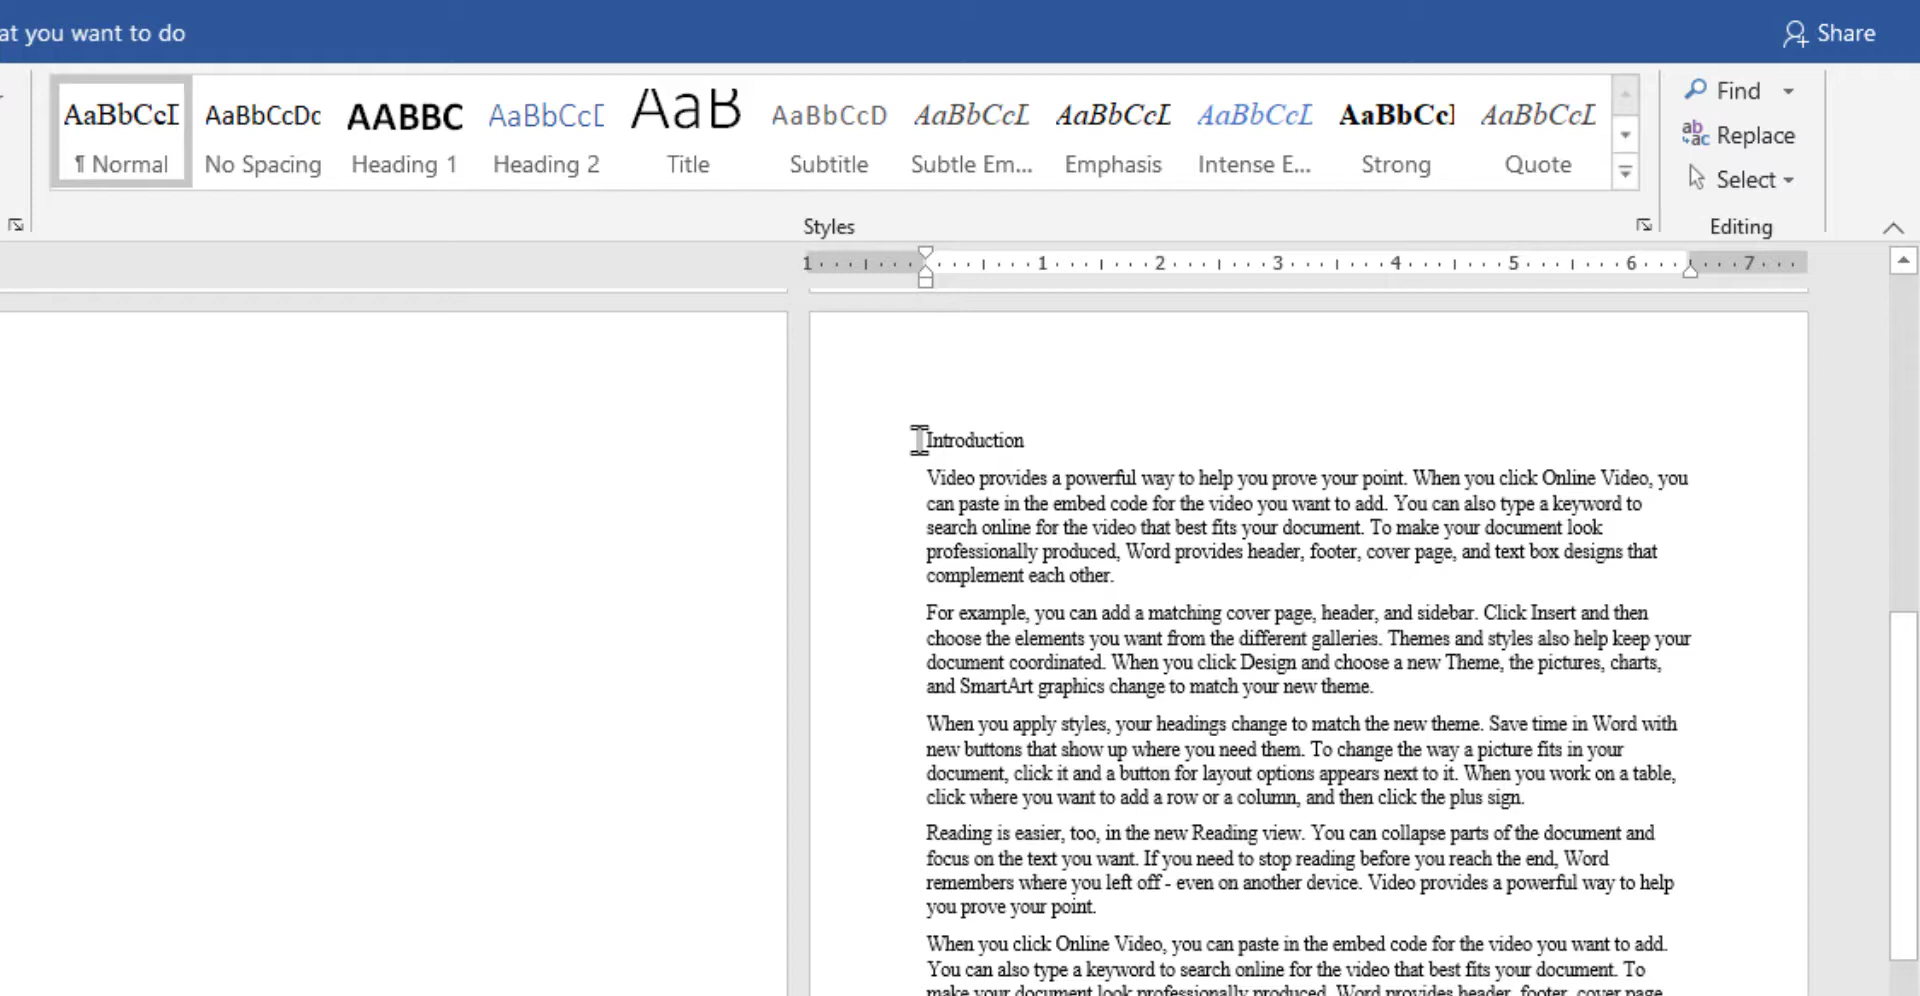 at you want to do
Share
AaBbCcI AaBbCcDc AABBC AaBbCcD AaB AaBbCcD AaBbCcL AaBbCcL AaBbCcL AaBbCcI AaBbCcL
¶ Normal No Spacing Heading 1 Heading 2 Title Subtitle Subtle Em... Emphasis Intense E... Strong Quote
Find
Replace
Select
Styles
Editing
1 1 2 3 4 5 6 7
Introduction
Video provides a powerful way to help you prove your point. When you click Online Video, you
can paste in the embed code for the video you want to add. You can also type a keyword to
search online for the video that best fits your document. To make your document look
professionally produced, Word provides header, footer, cover page, and text box designs that
complement each other.
For example, you can add a matching cover page, header, and sidebar. Click Insert and then
choose the elements you want from the different galleries. Themes and styles also help keep your
document coordinated. When you click Design and choose a new Theme, the pictures, charts,
and SmartArt graphics change to match your new theme.
When you apply styles, your headings change to match the new theme. Save time in Word with
new buttons that show up where you need them. To change the way a picture fits in your
document, click it and a button for layout options appears next to it. When you work on a table,
click where you want to add a row or a column, and then click the plus sign.
Reading is easier, too, in the new Reading view. You can collapse parts of the document and
focus on the text you want. If you need to stop reading before you reach the end, Word
remembers where you left off - even on another device. Video provides a powerful way to help
you prove your point.
When you click Online Video, you can paste in the embed code for the video you want to add.
You can also type a keyword to search online for the video that best fits your document. To
make your document look professionally produced, Word provides header, footer, cover page,